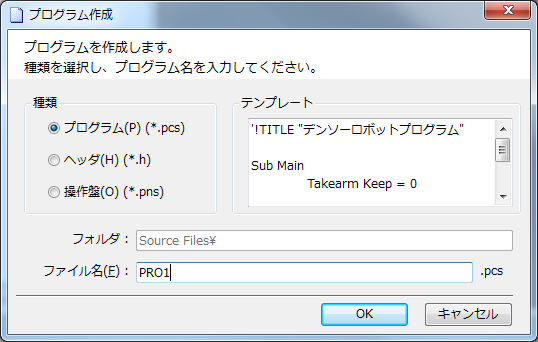 プログラム作成
プログラムを作成します。
種類を選択し、プログラム名を入力してください。
種類
プログラム(P) (*.pcs)
ヘッダ(H) (*.h)
操作盤(O) (*.pns)
テンプレート
'!TITLE "デンソーロボットプログラム"
Sub Main
Takearm Keep = 0
フォルダ：
Source Files¥
ファイル名(F)：
PRO1
.pcs
OK
キャンセル